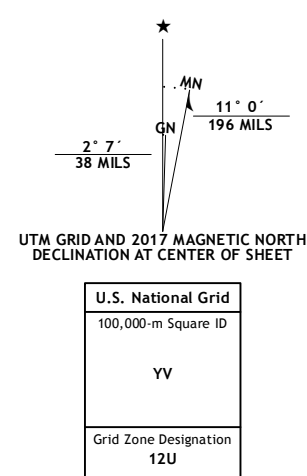 ★
MN
GN
11° 0´
196 MILS
2° 7´
38 MILS
UTM GRID AND 2017 MAGNETIC NORTH
DECLINATION AT CENTER OF SHEET
U.S. National Grid
100,000-m Square ID
YV
Grid Zone Designation
12U